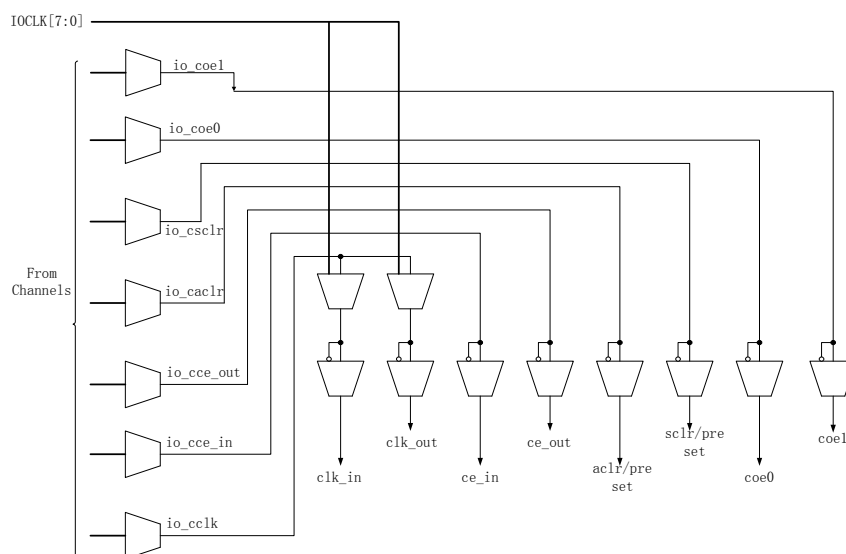 IOCLK[7:0]
io_coe1
io_coe0
io_csclr
From
Channels
io_caclr
io_cce_out
io_cce_in
io_cclk
clk_in
clk_out
ce_in
ce_out
aclr/pre
set
sclr/pre
set
coe0
coe1